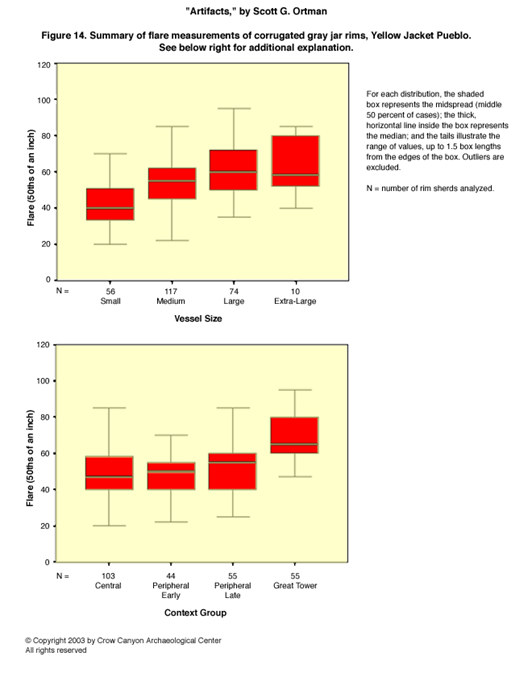 "Artifacts," by Scott G. Ortman
Figure 14. Summary of flare measurements of corrugated gray jar rims, Yellow Jacket Pueblo.
See below right for additional explanation.
120
100
80
60
40
20
0
Flare (50ths of an inch)
N = 56 117 74 10
Small Medium Large Extra-Large
Vessel Size
For each distribution, the shaded
box represents the midspread (middle
50 percent of cases); the thick,
horizontal line inside the box represents
the median; and the tails illustrate the
range of values, up to 1.5 box lengths
from the edges of the box. Outliers are
excluded.
N = number of rim sherds analyzed.
120
100
80
60
40
20
0
Flare (50ths of an inch)
N = 103 44 55 55
Central Peripheral Peripheral Great Tower
Early Late
Context Group
© Copyright 2003 by Crow Canyon Archaeological Center
All rights reserved